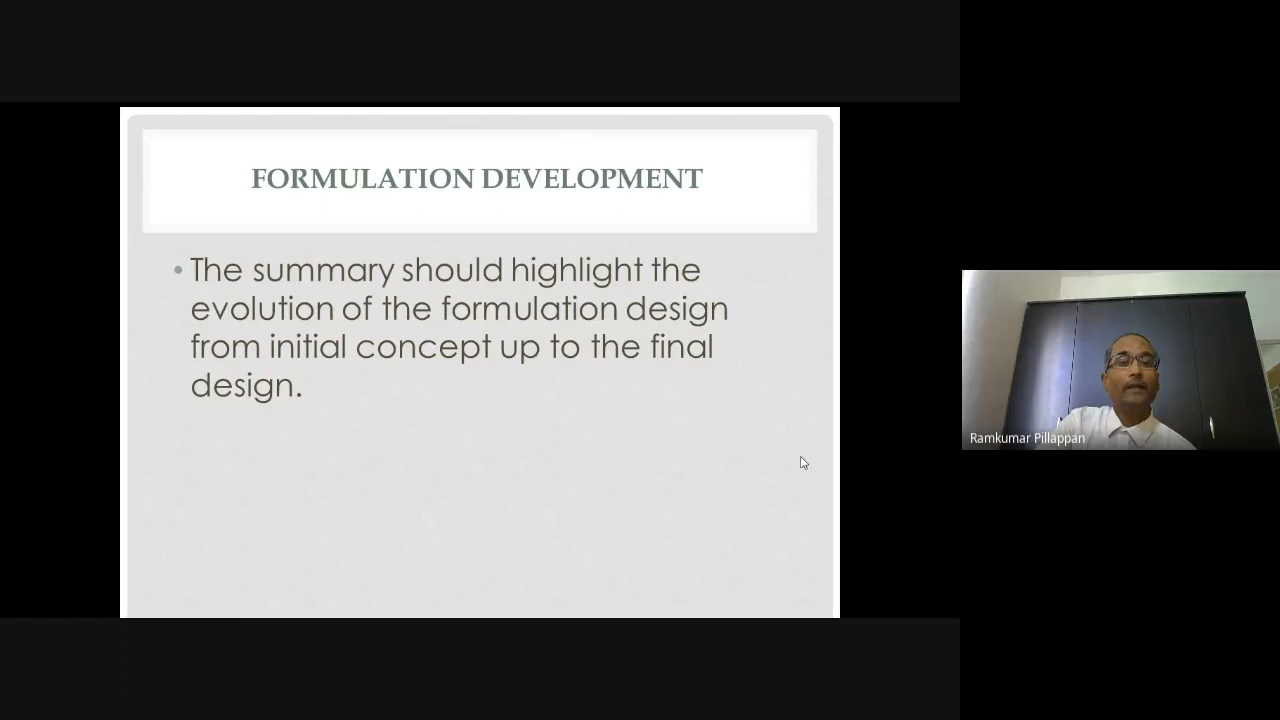 FORMULATION DEVELOPMENT
• The summary should highlight the
evolution of the formulation design
from initial concept up to the final
design.
Ramkumar Pillappan